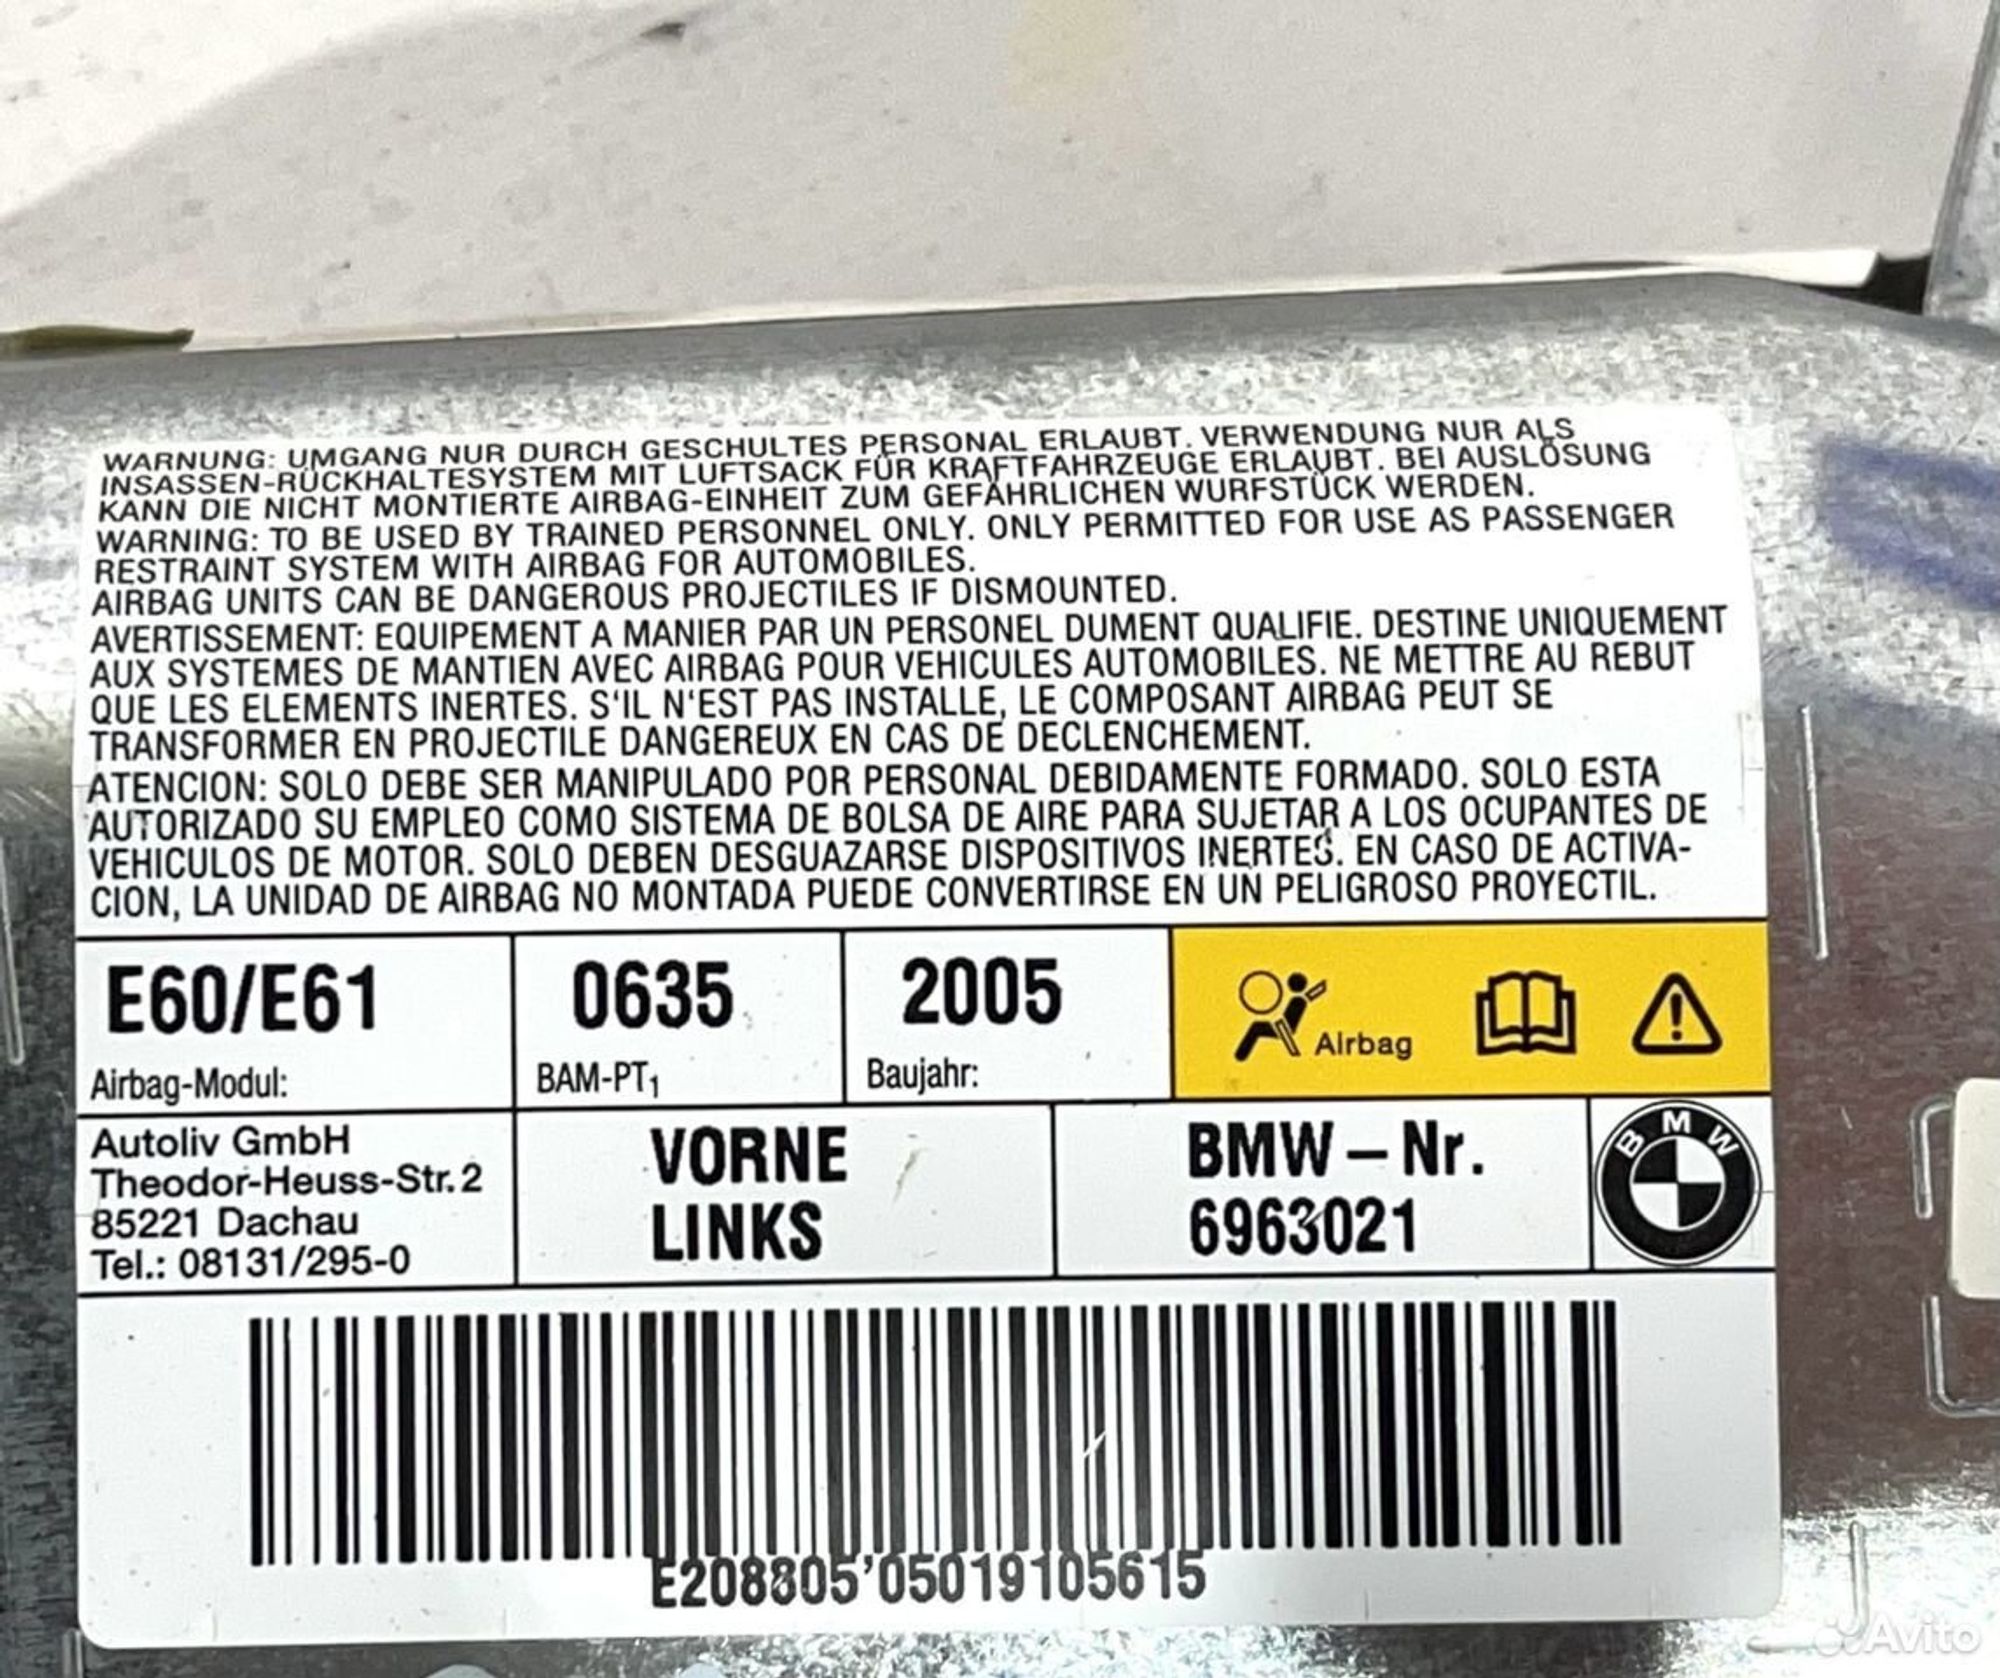 WARNUNG: UMGANG NUR DURCH GESCHULTES PERSONAL ERLAUBT. VERWENDUNG NUR ALS
INSASSEN-RÜCKHALTESYSTEM MIT LUFTSACK FÜR KRAFTFAHRZEUGE ERLAUBT. BEI AUSLÖSUNG
KANN DIE NICHT MONTIERTE AIRBAG-EINHEIT ZUM GEFÄHRLICHEN WURFSTÜCK WERDEN.
WARNING: TO BE USED BY TRAINED PERSONNEL ONLY. ONLY PERMITTED FOR USE AS PASSENGER
RESTRAINT SYSTEM WITH AIRBAG FOR AUTOMOBILES.
AIRBAG UNITS CAN BE DANGEROUS PROJECTILES IF DISMOUNTED.
AVERTISSEMENT: EQUIPEMENT A MANIER PAR UN PERSONEL DUMENT QUALIFIE. DESTINE UNIQUEMENT
AUX SYSTEMES DE MANTIEN AVEC AIRBAG POUR VEHICULES AUTOMOBILES. NE METTRE AU REBUT
QUE LES ELEMENTS INERTES. S'IL N'EST PAS INSTALLE, LE COMPOSANT AIRBAG PEUT SE
TRANSFORMER EN PROJECTILE DANGEREUX EN CAS DE DECLENCHEMENT.
ATENCION: SOLO DEBE SER MANIPULADO POR PERSONAL DEBIDAMENTE FORMADO. SOLO ESTA
AUTORIZADO SU EMPLEO COMO SISTEMA DE BOLSA DE AIRE PARA SUJETAR A LOS OCUPANTES DE
VEHICULOS DE MOTOR. SOLO DEBEN DESGUAZARSE DISPOSITIVOS INERTES. EN CASO DE ACTIVA-
CION, LA UNIDAD DE AIRBAG NO MONTADA PUEDE CONVERTIRSE EN UN PELIGROSO PROYECTIL.
E60/E61
Airbag-Modul:
0635
BAM-PT1
2005
Baujahr:
Airbag
Autoliv GmbH
Theodor-Heuss-Str. 2
85221 Dachau
Tel.: 08131/295-0
VORNE
LINKS
BMW – Nr.
6963021
BMW
E208805'05019105615
Avito